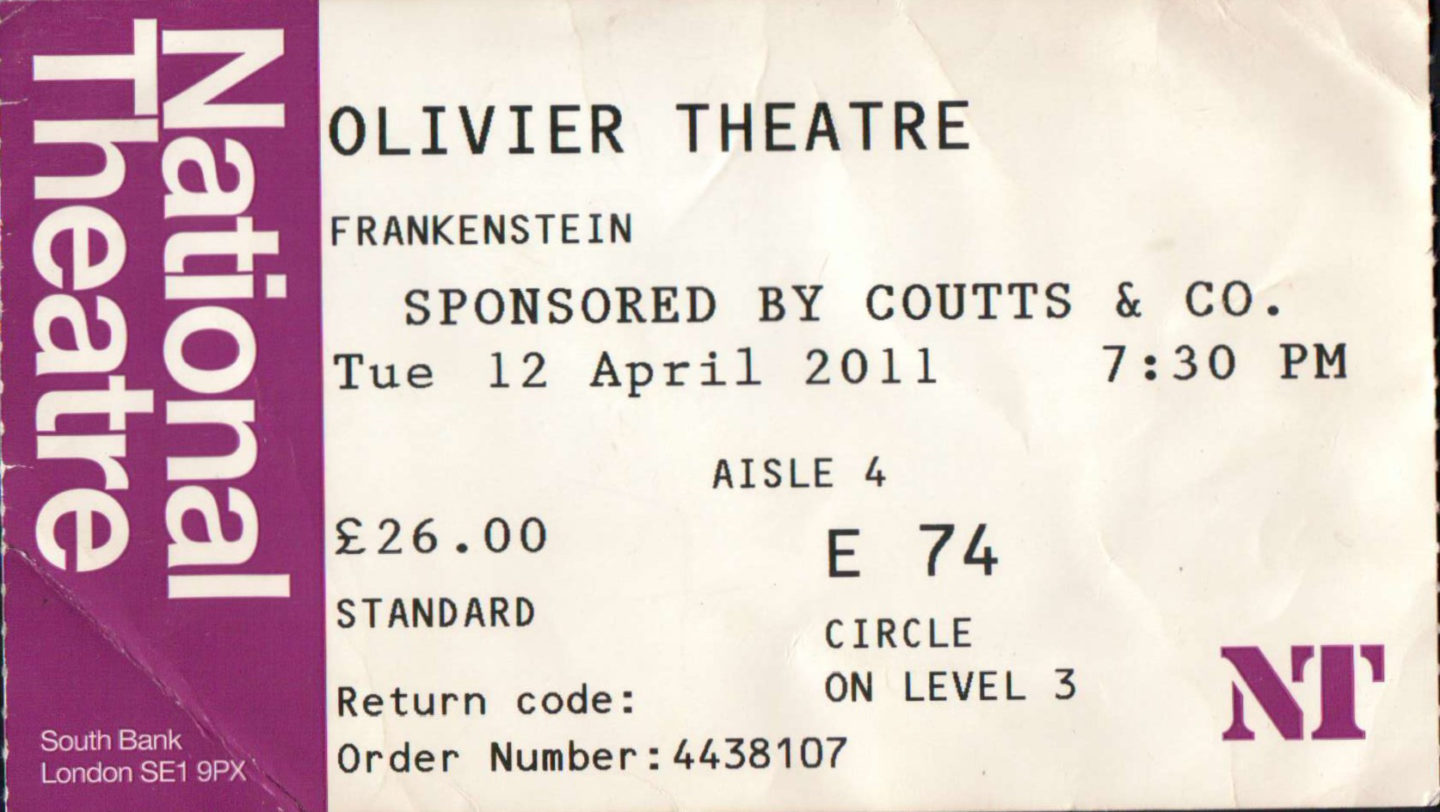 National
Theatre
South Bank
London SE1 9PX
OLIVIER THEATRE
FRANKENSTEIN
SPONSORED BY COUTTS & CO.
Tue 12 April 2011 7:30 PM
AISLE 4
£26.00
E 74
STANDARD
CIRCLE
ON LEVEL 3
Return code:
Order Number:4438107
NT